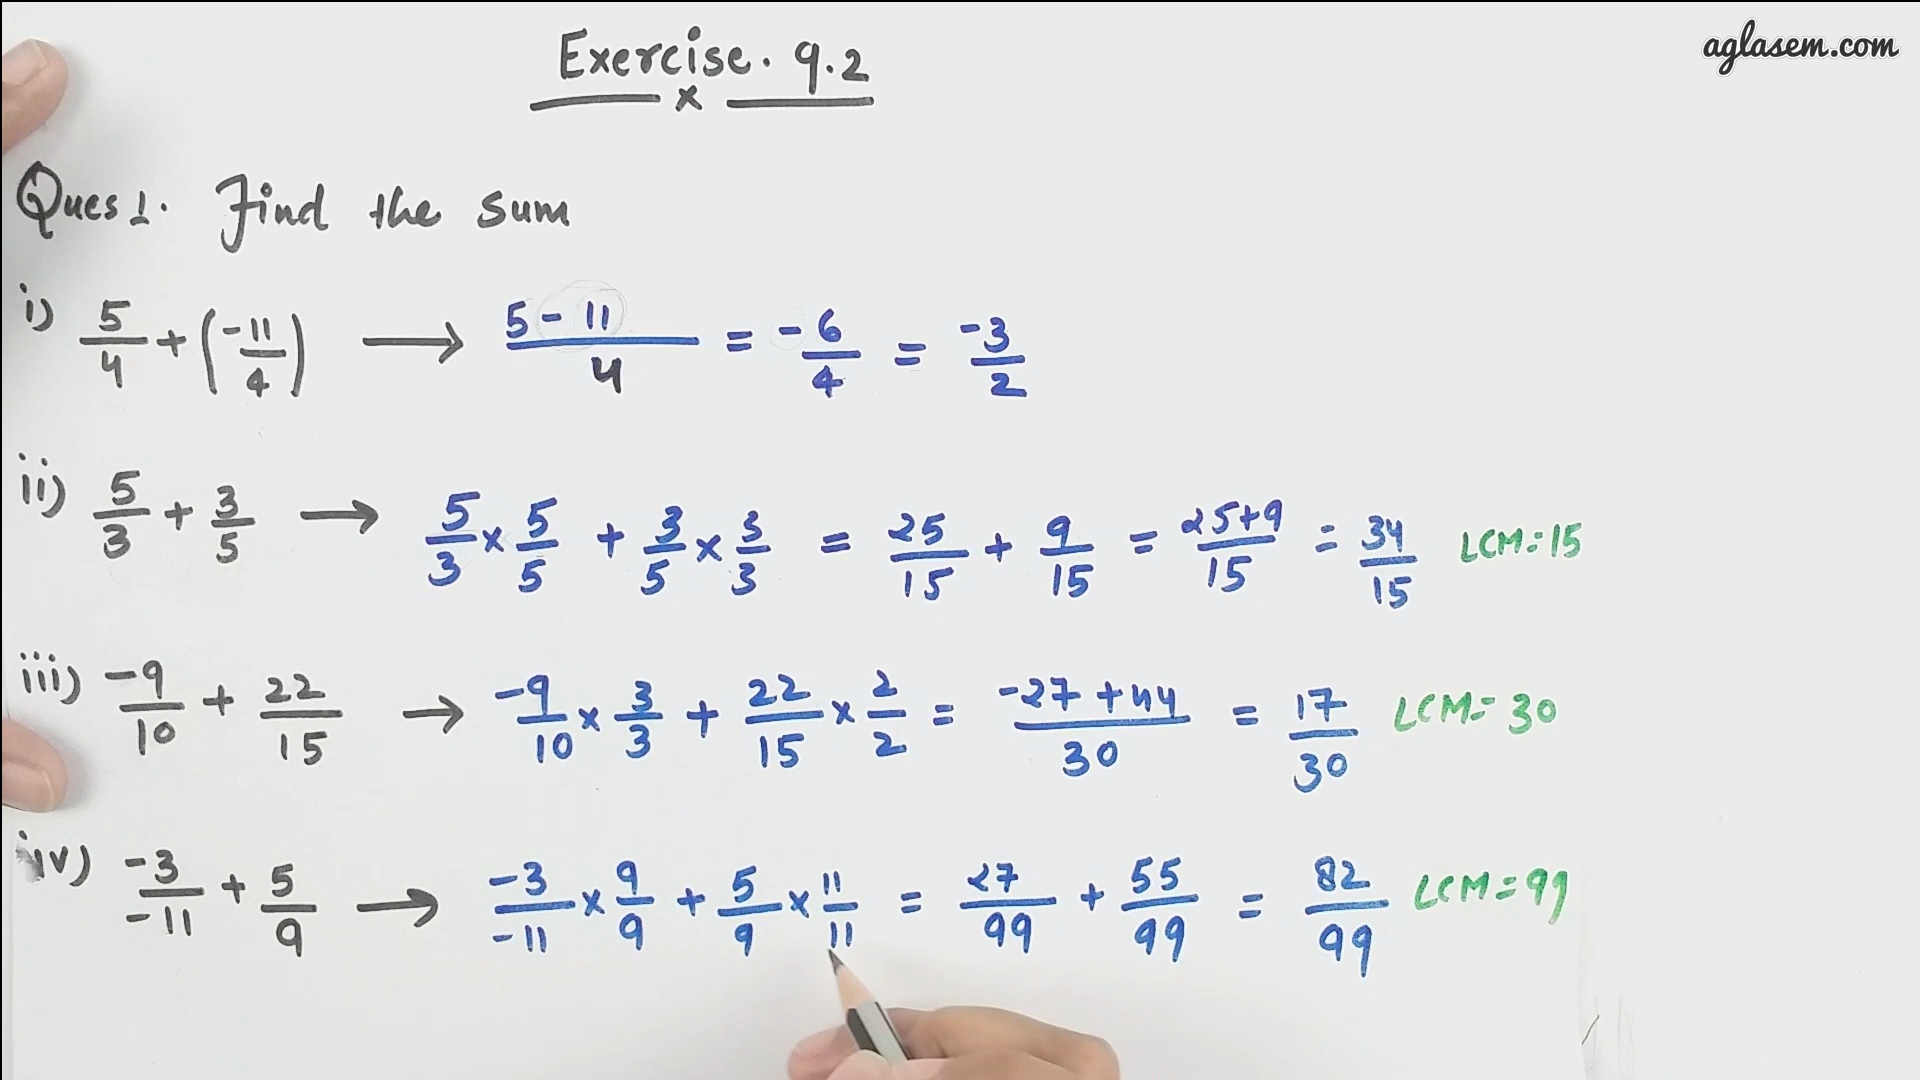 aglasem.com
Exercise. 9.2
x
Ques 1. Find the sum
i) 5/4 + (-11/4) → 5-11/4 = -6/4 = -3/2
ii) 5/3 + 3/5 → 5/3 × 5/5 + 3/5 × 3/3 = 25/15 + 9/15 = 25+9/15 = 34/15 LCM=15
iii) -9/10 + 22/15 → -9/10 × 3/3 + 22/15 × 2/2 = -27+44/30 = 17/30 LCM=30
iv) -3/-11 + 5/9 → -3/-11 × 9/9 + 5/9 × 11/11 = 27/99 + 55/99 = 82/99 LCM=99